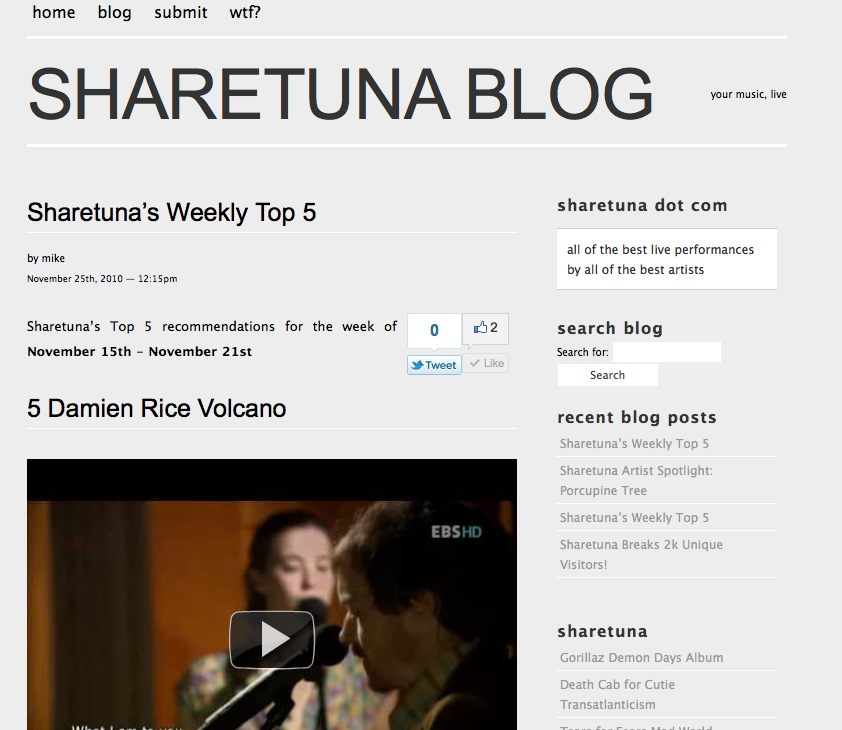 home blog submit wtf?
SHARETUNA BLOG
your music, live
Sharetuna’s Weekly Top 5
by mike
November 25th, 2010 — 12:15pm
Sharetuna’s Top 5 recommendations for the week of
November 15th – November 21st
0
Tweet
2
Like
5 Damien Rice Volcano
EBSHD
What I am to you
sharetuna dot com
all of the best live performances
by all of the best artists
search blog
Search for:
Search
recent blog posts
Sharetuna’s Weekly Top 5
Sharetuna Artist Spotlight:
Porcupine Tree
Sharetuna’s Weekly Top 5
Sharetuna Breaks 2k Unique
Visitors!
sharetuna
Gorillaz Demon Days Album
Death Cab for Cutie
Transatlanticism
Tears for Fears Mad World